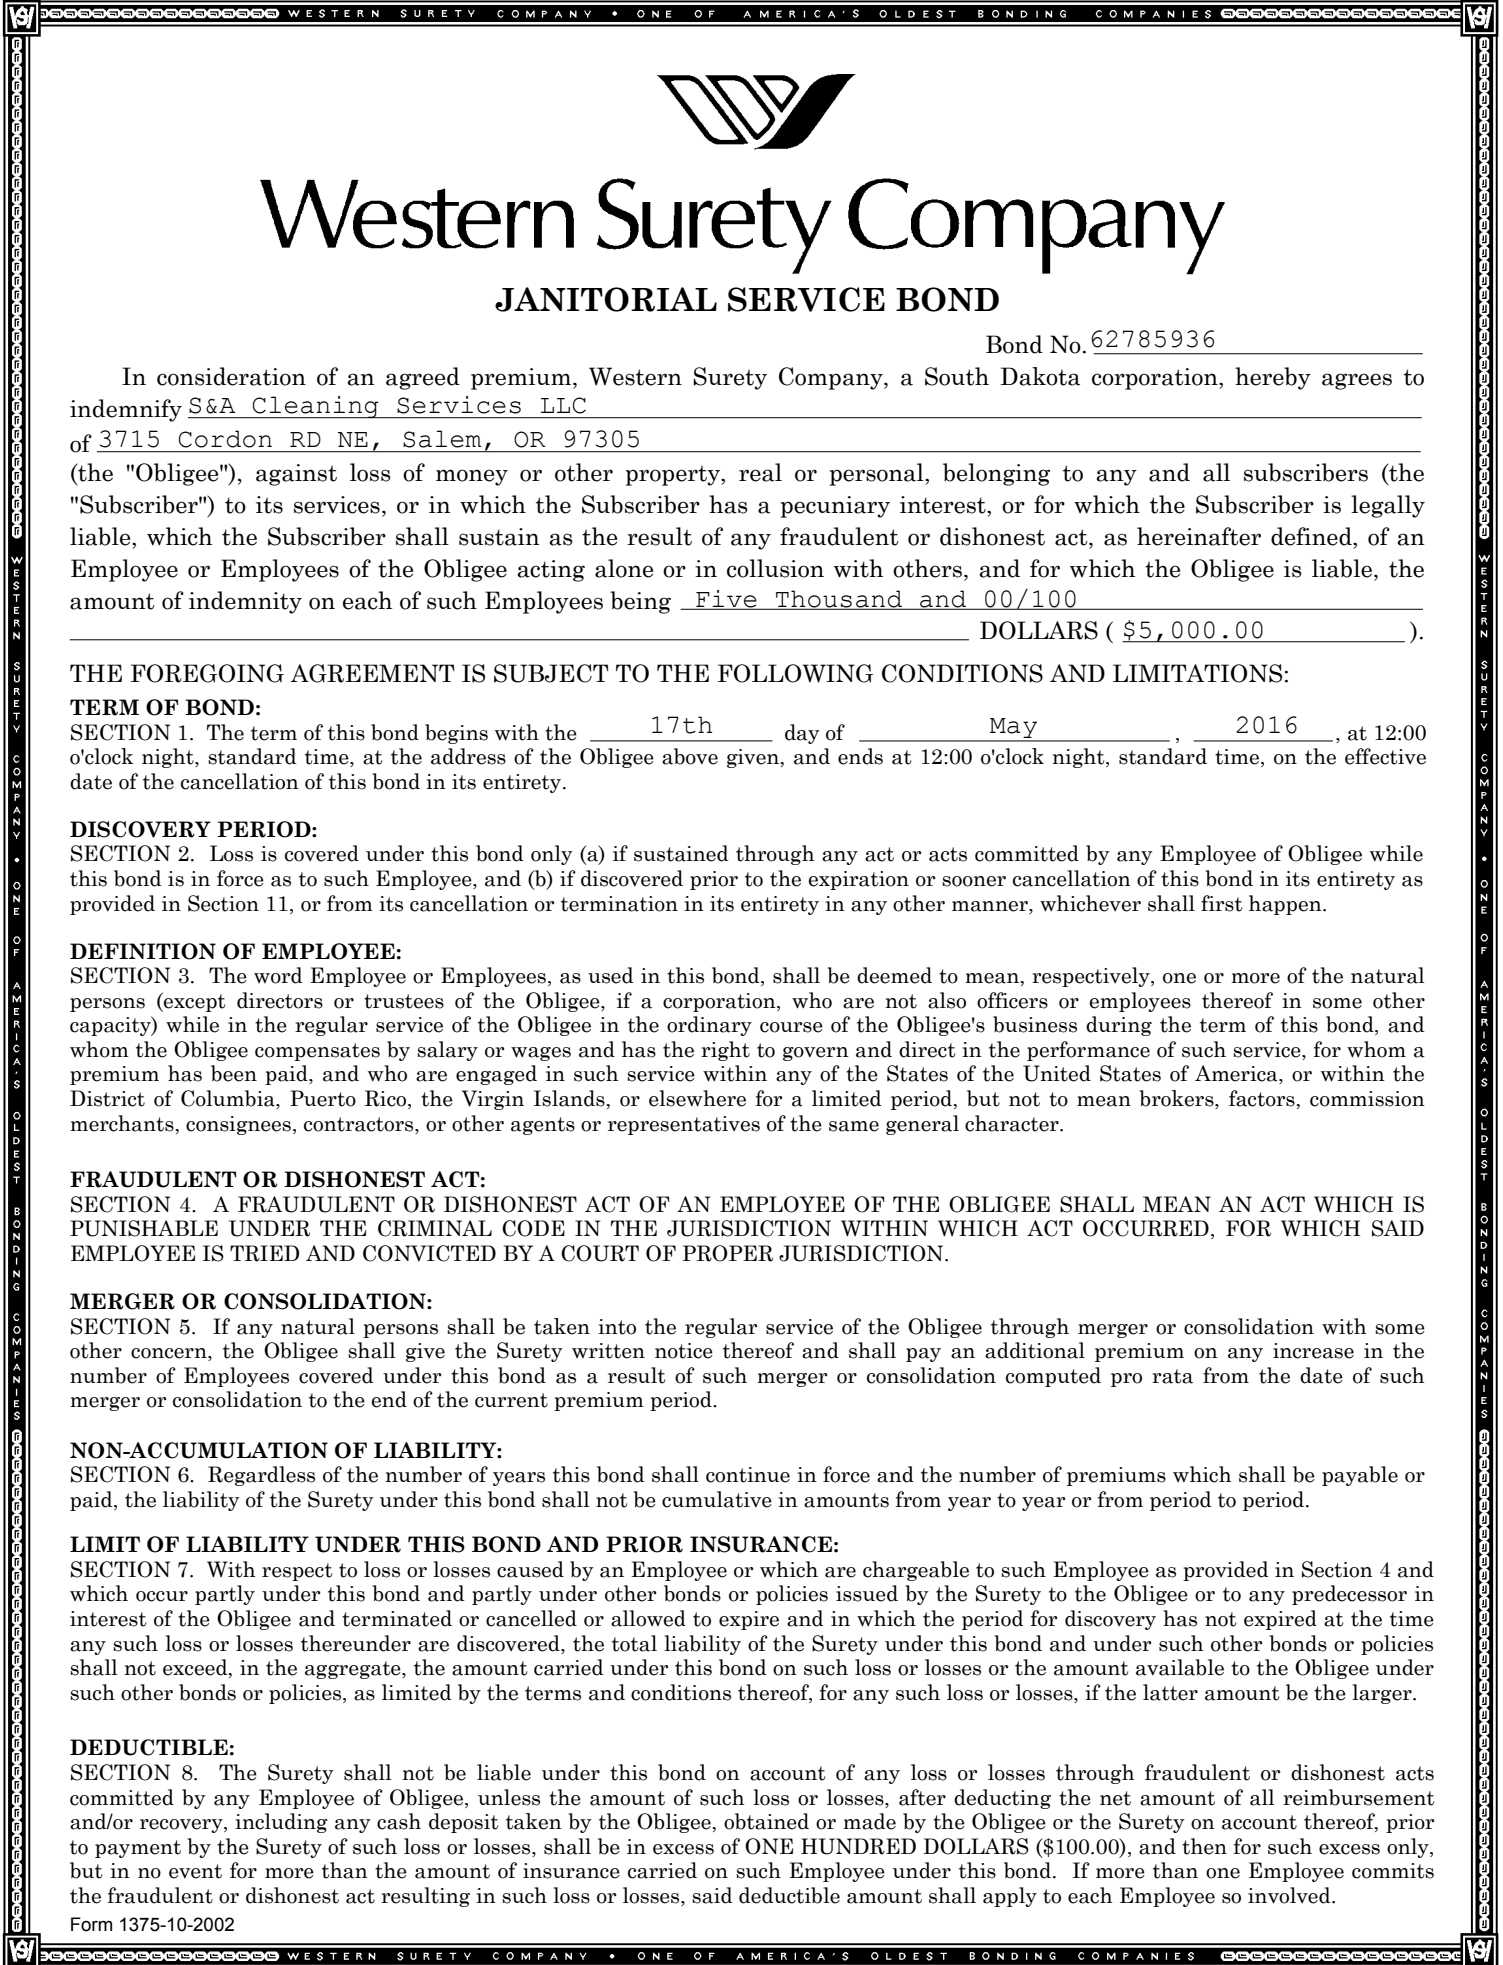 WESTERN SURETY COMPANY • ONE OF AMERICA'S OLDEST BONDING COMPANIES
Western Surety Company
JANITORIAL SERVICE BOND
Bond No. 62785936
In consideration of an agreed premium, Western Surety Company, a South Dakota corporation, hereby agrees to
indemnify S&A Cleaning Services LLC
of 3715 Cordon RD NE, Salem, OR 97305
(the "Obligee"), against loss of money or other property, real or personal, belonging to any and all subscribers (the
"Subscriber") to its services, or in which the Subscriber has a pecuniary interest, or for which the Subscriber is legally
liable, which the Subscriber shall sustain as the result of any fraudulent or dishonest act, as hereinafter defined, of an
Employee or Employees of the Obligee acting alone or in collusion with others, and for which the Obligee is liable, the
amount of indemnity on each of such Employees being Five Thousand and 00/100
DOLLARS ( $5,000.00 ).
THE FOREGOING AGREEMENT IS SUBJECT TO THE FOLLOWING CONDITIONS AND LIMITATIONS:
TERM OF BOND:
SECTION 1. The term of this bond begins with the 17th day of May , 2016 , at 12:00
o'clock night, standard time, at the address of the Obligee above given, and ends at 12:00 o'clock night, standard time, on the effective
date of the cancellation of this bond in its entirety.
DISCOVERY PERIOD:
SECTION 2. Loss is covered under this bond only (a) if sustained through any act or acts committed by any Employee of Obligee while
this bond is in force as to such Employee, and (b) if discovered prior to the expiration or sooner cancellation of this bond in its entirety as
provided in Section 11, or from its cancellation or termination in its entirety in any other manner, whichever shall first happen.
DEFINITION OF EMPLOYEE:
SECTION 3. The word Employee or Employees, as used in this bond, shall be deemed to mean, respectively, one or more of the natural
persons (except directors or trustees of the Obligee, if a corporation, who are not also officers or employees thereof in some other
capacity) while in the regular service of the Obligee in the ordinary course of the Obligee's business during the term of this bond, and
whom the Obligee compensates by salary or wages and has the right to govern and direct in the performance of such service, for whom a
premium has been paid, and who are engaged in such service within any of the States of the United States of America, or within the
District of Columbia, Puerto Rico, the Virgin Islands, or elsewhere for a limited period, but not to mean brokers, factors, commission
merchants, consignees, contractors, or other agents or representatives of the same general character.
FRAUDULENT OR DISHONEST ACT:
SECTION 4. A FRAUDULENT OR DISHONEST ACT OF AN EMPLOYEE OF THE OBLIGEE SHALL MEAN AN ACT WHICH IS
PUNISHABLE UNDER THE CRIMINAL CODE IN THE JURISDICTION WITHIN WHICH ACT OCCURRED, FOR WHICH SAID
EMPLOYEE IS TRIED AND CONVICTED BY A COURT OF PROPER JURISDICTION.
MERGER OR CONSOLIDATION:
SECTION 5. If any natural persons shall be taken into the regular service of the Obligee through merger or consolidation with some
other concern, the Obligee shall give the Surety written notice thereof and shall pay an additional premium on any increase in the
number of Employees covered under this bond as a result of such merger or consolidation computed pro rata from the date of such
merger or consolidation to the end of the current premium period.
NON-ACCUMULATION OF LIABILITY:
SECTION 6. Regardless of the number of years this bond shall continue in force and the number of premiums which shall be payable or
paid, the liability of the Surety under this bond shall not be cumulative in amounts from year to year or from period to period.
LIMIT OF LIABILITY UNDER THIS BOND AND PRIOR INSURANCE:
SECTION 7. With respect to loss or losses caused by an Employee or which are chargeable to such Employee as provided in Section 4 and
which occur partly under this bond and partly under other bonds or policies issued by the Surety to the Obligee or to any predecessor in
interest of the Obligee and terminated or cancelled or allowed to expire and in which the period for discovery has not expired at the time
any such loss or losses thereunder are discovered, the total liability of the Surety under this bond and under such other bonds or policies
shall not exceed, in the aggregate, the amount carried under this bond on such loss or losses or the amount available to the Obligee under
such other bonds or policies, as limited by the terms and conditions thereof, for any such loss or losses, if the latter amount be the larger.
DEDUCTIBLE:
SECTION 8. The Surety shall not be liable under this bond on account of any loss or losses through fraudulent or dishonest acts
committed by any Employee of Obligee, unless the amount of such loss or losses, after deducting the net amount of all reimbursement
and/or recovery, including any cash deposit taken by the Obligee, obtained or made by the Obligee or the Surety on account thereof, prior
to payment by the Surety of such loss or losses, shall be in excess of ONE HUNDRED DOLLARS ($100.00), and then for such excess only,
but in no event for more than the amount of insurance carried on such Employee under this bond. If more than one Employee commits
the fraudulent or dishonest act resulting in such loss or losses, said deductible amount shall apply to each Employee so involved.
Form 1375-10-2002
WESTERN SURETY COMPANY • ONE OF AMERICA'S OLDEST BONDING COMPANIES
WESTERN SURETY COMPANY • ONE OF AMERICA'S OLDEST BONDING COMPANIES
WESTERN SURETY COMPANY • ONE OF AMERICA'S OLDEST BONDING COMPANIES